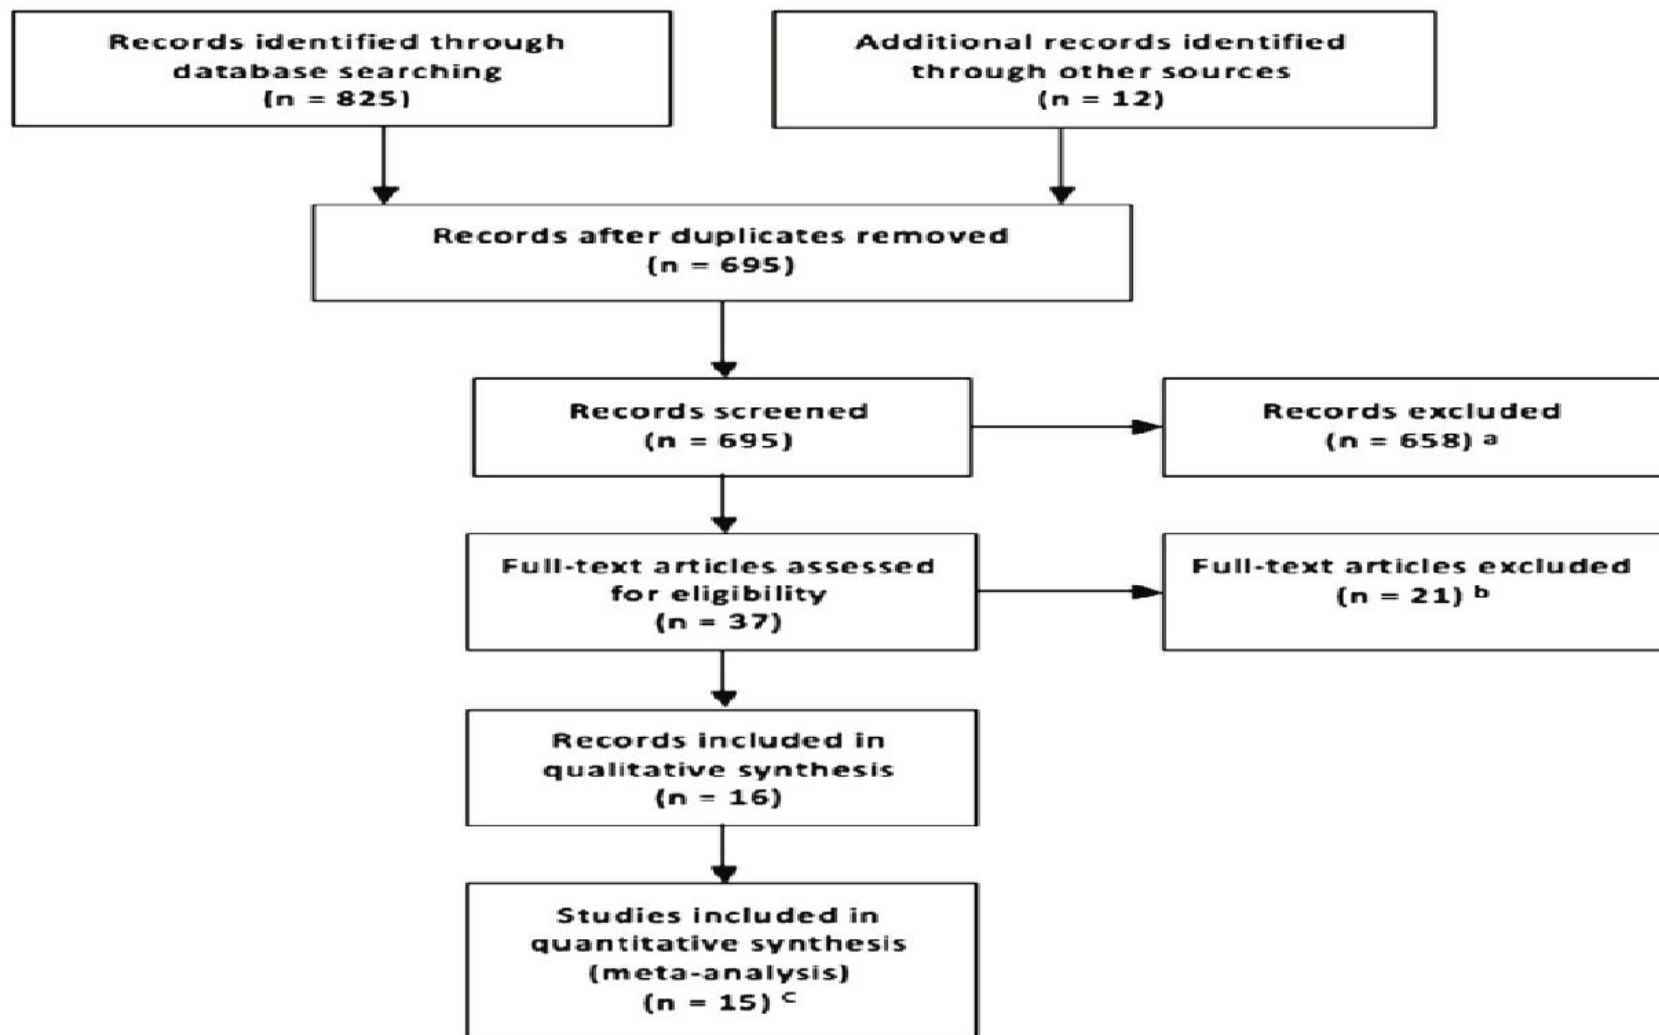 Records identified through
database searching
(n = 825)
Additional records identified
through other sources
(n = 12)
Records after duplicates removed
(n = 695)
Records screened
(n = 695)
Records excluded
(n = 658) a
Full-text articles assessed
for eligibility
(n = 37)
Full-text articles excluded
(n = 21) b
Records included in
qualitative synthesis
(n = 16)
Studies included in
quantitative synthesis
(meta-analysis)
(n = 15) c